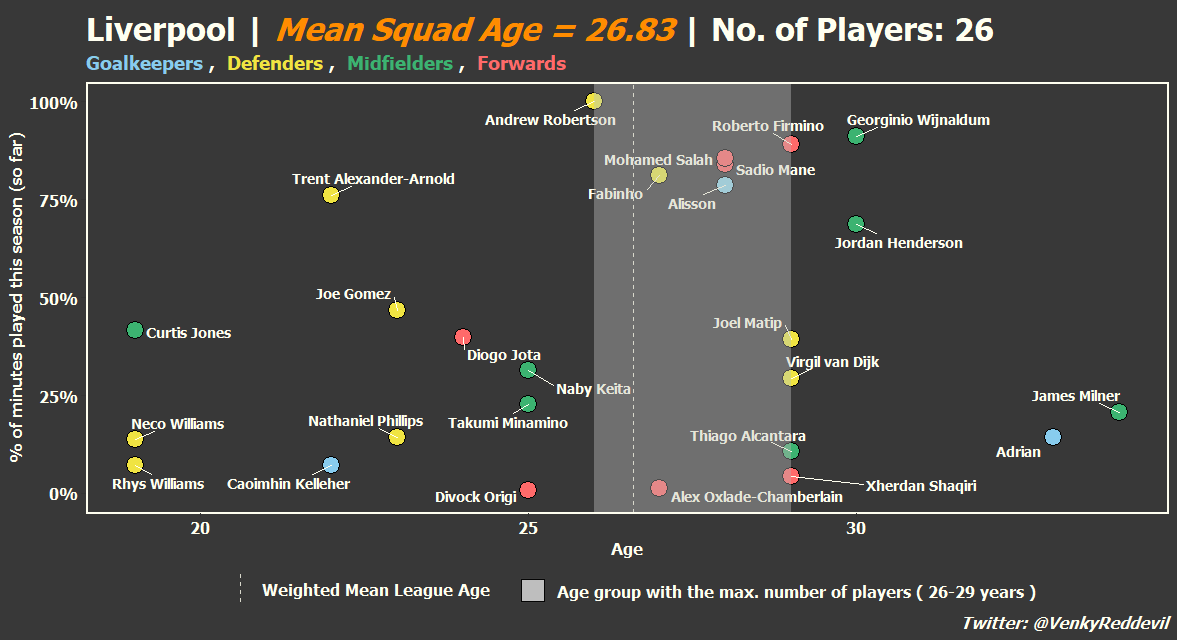 Liverpool | Mean Squad Age = 26.83 | No. of Players: 26
Goalkeepers , Defenders , Midfielders , Forwards
% of minutes played this season (so far)
100%
75%
50%
25%
0%
Andrew Robertson
Georginio Wijnaldum
Roberto Firmino
Mohamed Salah
Sadio Mane
Trent Alexander-Arnold
Fabinho
Alisson
Jordan Henderson
Joe Gomez
Joel Matip
Curtis Jones
Diogo Jota
Virgil van Dijk
Naby Keita
James Milner
Neco Williams
Nathaniel Phillips
Takumi Minamino
Thiago Alcantara
Adrian
Rhys Williams
Caoimhin Kelleher
Xherdan Shaqiri
Divock Origi
Alex Oxlade-Chamberlain
20
25
30
Age
Weighted Mean League Age
Age group with the max. number of players ( 26-29 years )
Twitter: @VenkyReddevil